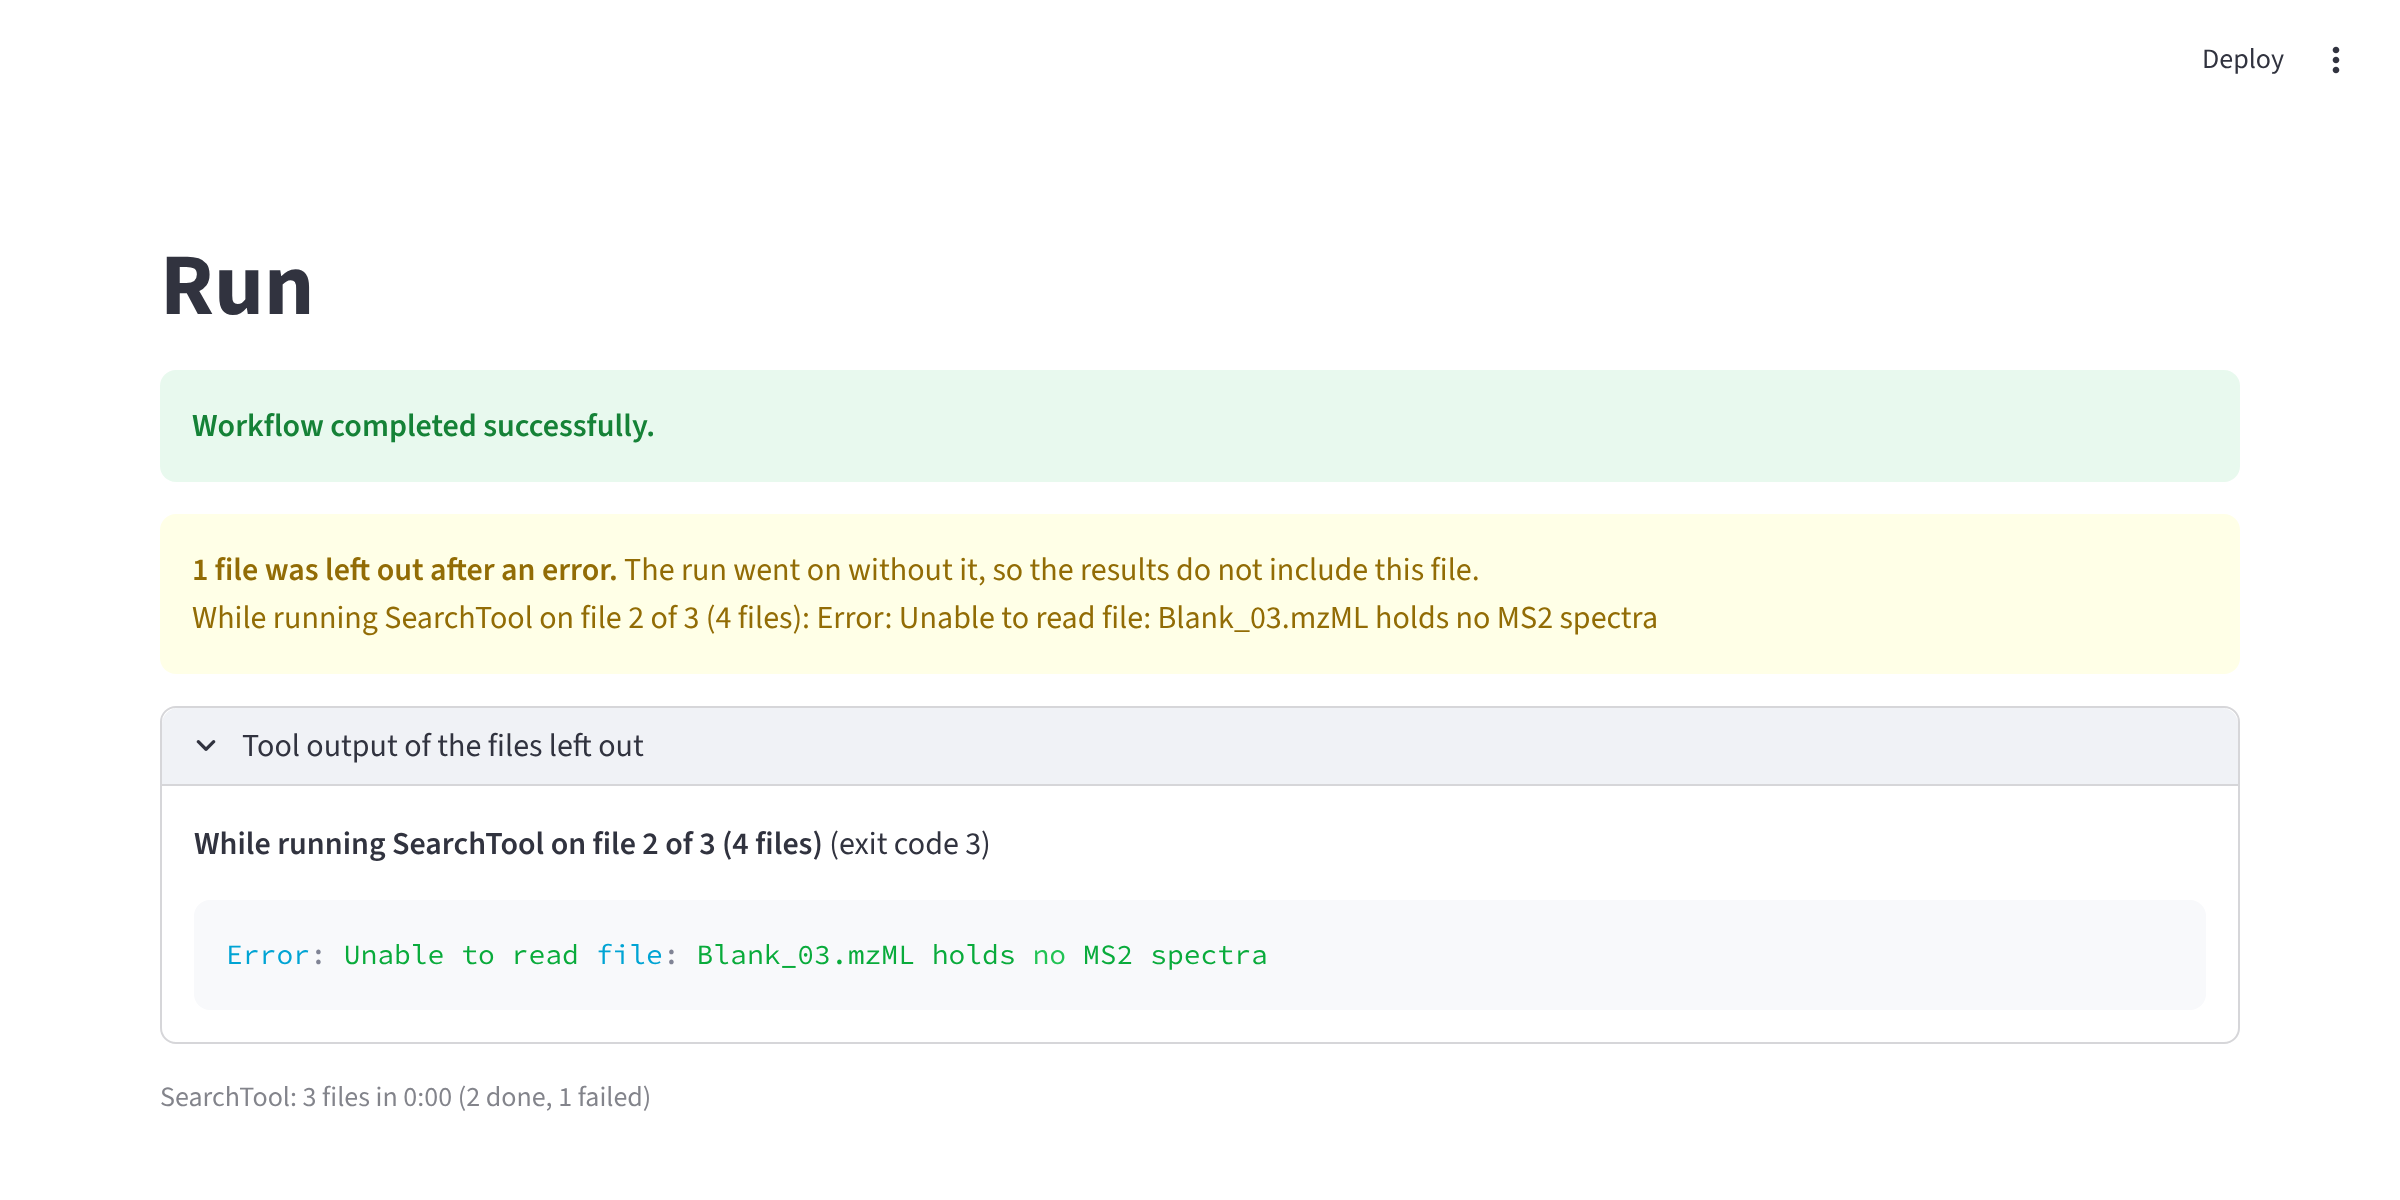 Deploy
Run
Workflow completed successfully.
1 file was left out after an error. The run went on without it, so the results do not include this file.
While running SearchTool on file 2 of 3 (4 files): Error: Unable to read file: Blank_03.mzML holds no MS2 spectra
Tool output of the files left out
While running SearchTool on file 2 of 3 (4 files) (exit code 3)
Error: Unable to read file: Blank_03.mzML holds no MS2 spectra
SearchTool: 3 files in 0:00 (2 done, 1 failed)